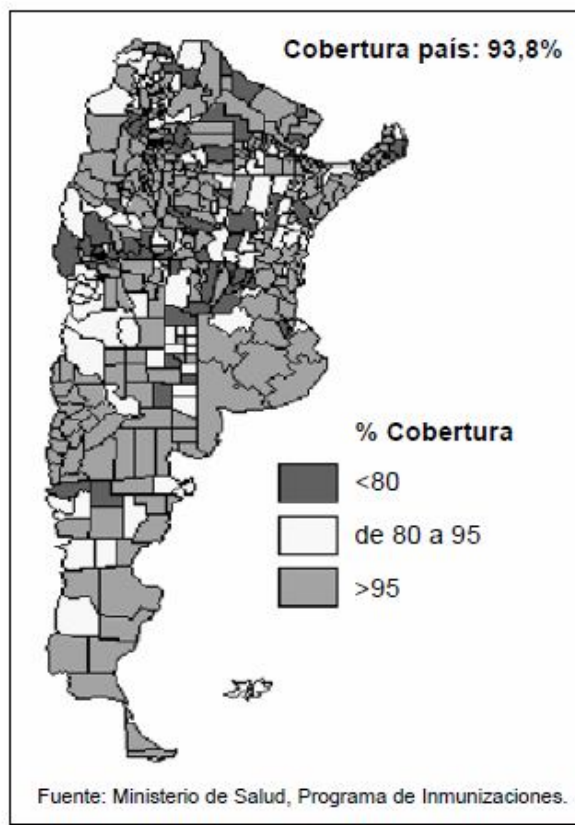 Cobertura país: 93,8%
% Cobertura
<80
de 80 a 95
>95
Fuente: Ministerio de Salud, Programa de Inmunizaciones.